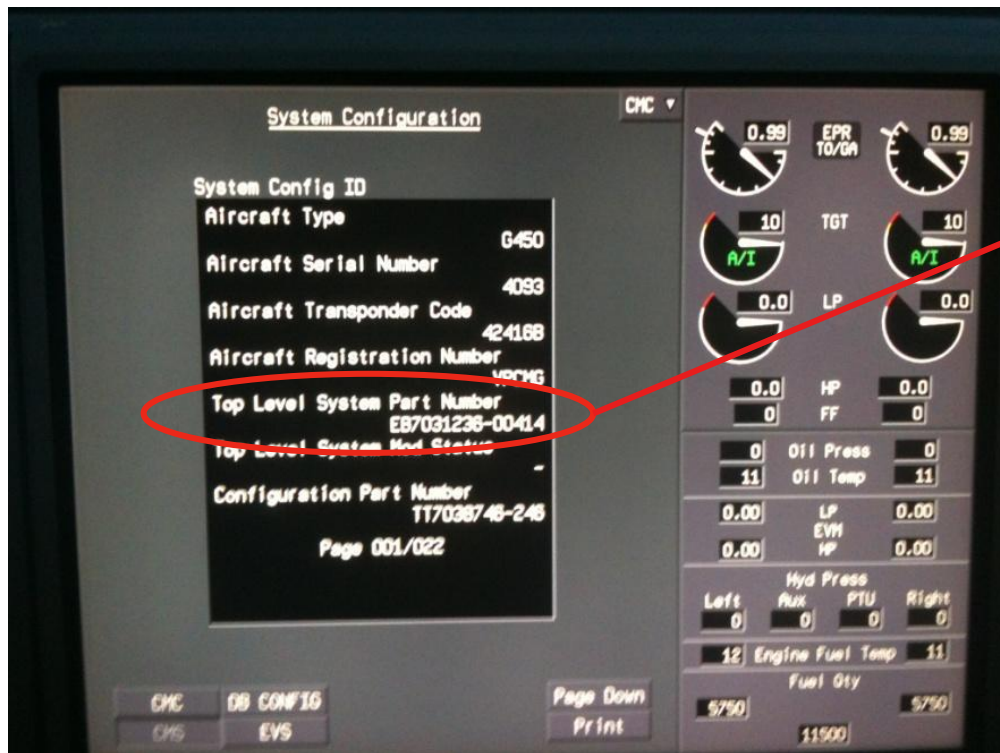 System Configuration
CMC
System Config ID
Aircraft Type
G450
Aircraft Serial Number
4093
Aircraft Transponder Code
42416B
Aircraft Registration Number
VPCMG
Top Level System Part Number
EB7031236-00414
Top Level System Mod Status
-
Configuration Part Number
TT7038746-246
Page 001/022
CMC DB CONFIG Page Down
CMS EVS Print
0.99 EPR 0.99
TO/GA
10 TGT 10
A/I A/I
0.0 LP 0.0
0.0 HP 0.0
0 FF 0
0 Oil Press 0
11 Oil Temp 11
0.00 LP 0.00
EVM
0.00 HP 0.00
Hyd Press
Left Aux PTU Right
0 0 0 0
12 Engine Fuel Temp 11
Fuel Qty
5750 5750
11500